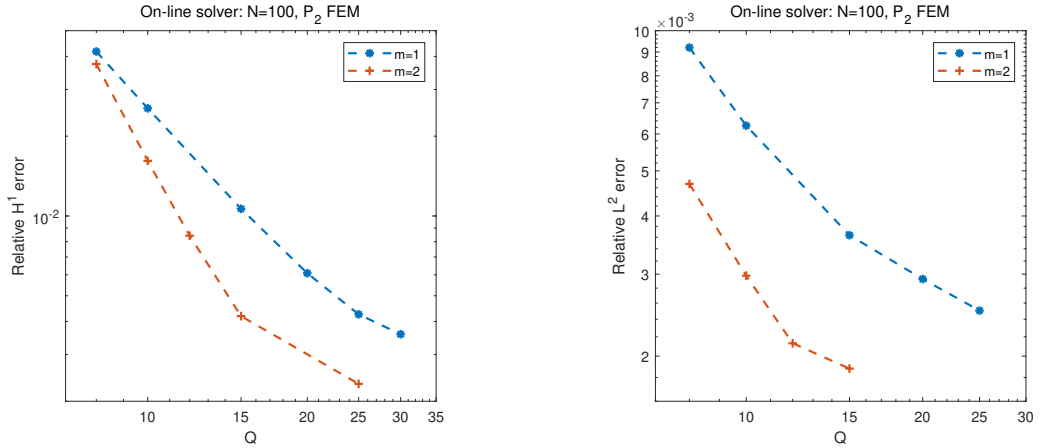 On-line solver: N=100, P2 FEM
m=1
m=2
Relative H1 error
10-2
10
15
20
25
30
35
Q
On-line solver: N=100, P2 FEM
×10-3
m=1
m=2
Relative L2 error
10
9
8
7
6
5
4
3
2
10
15
20
25
30
Q